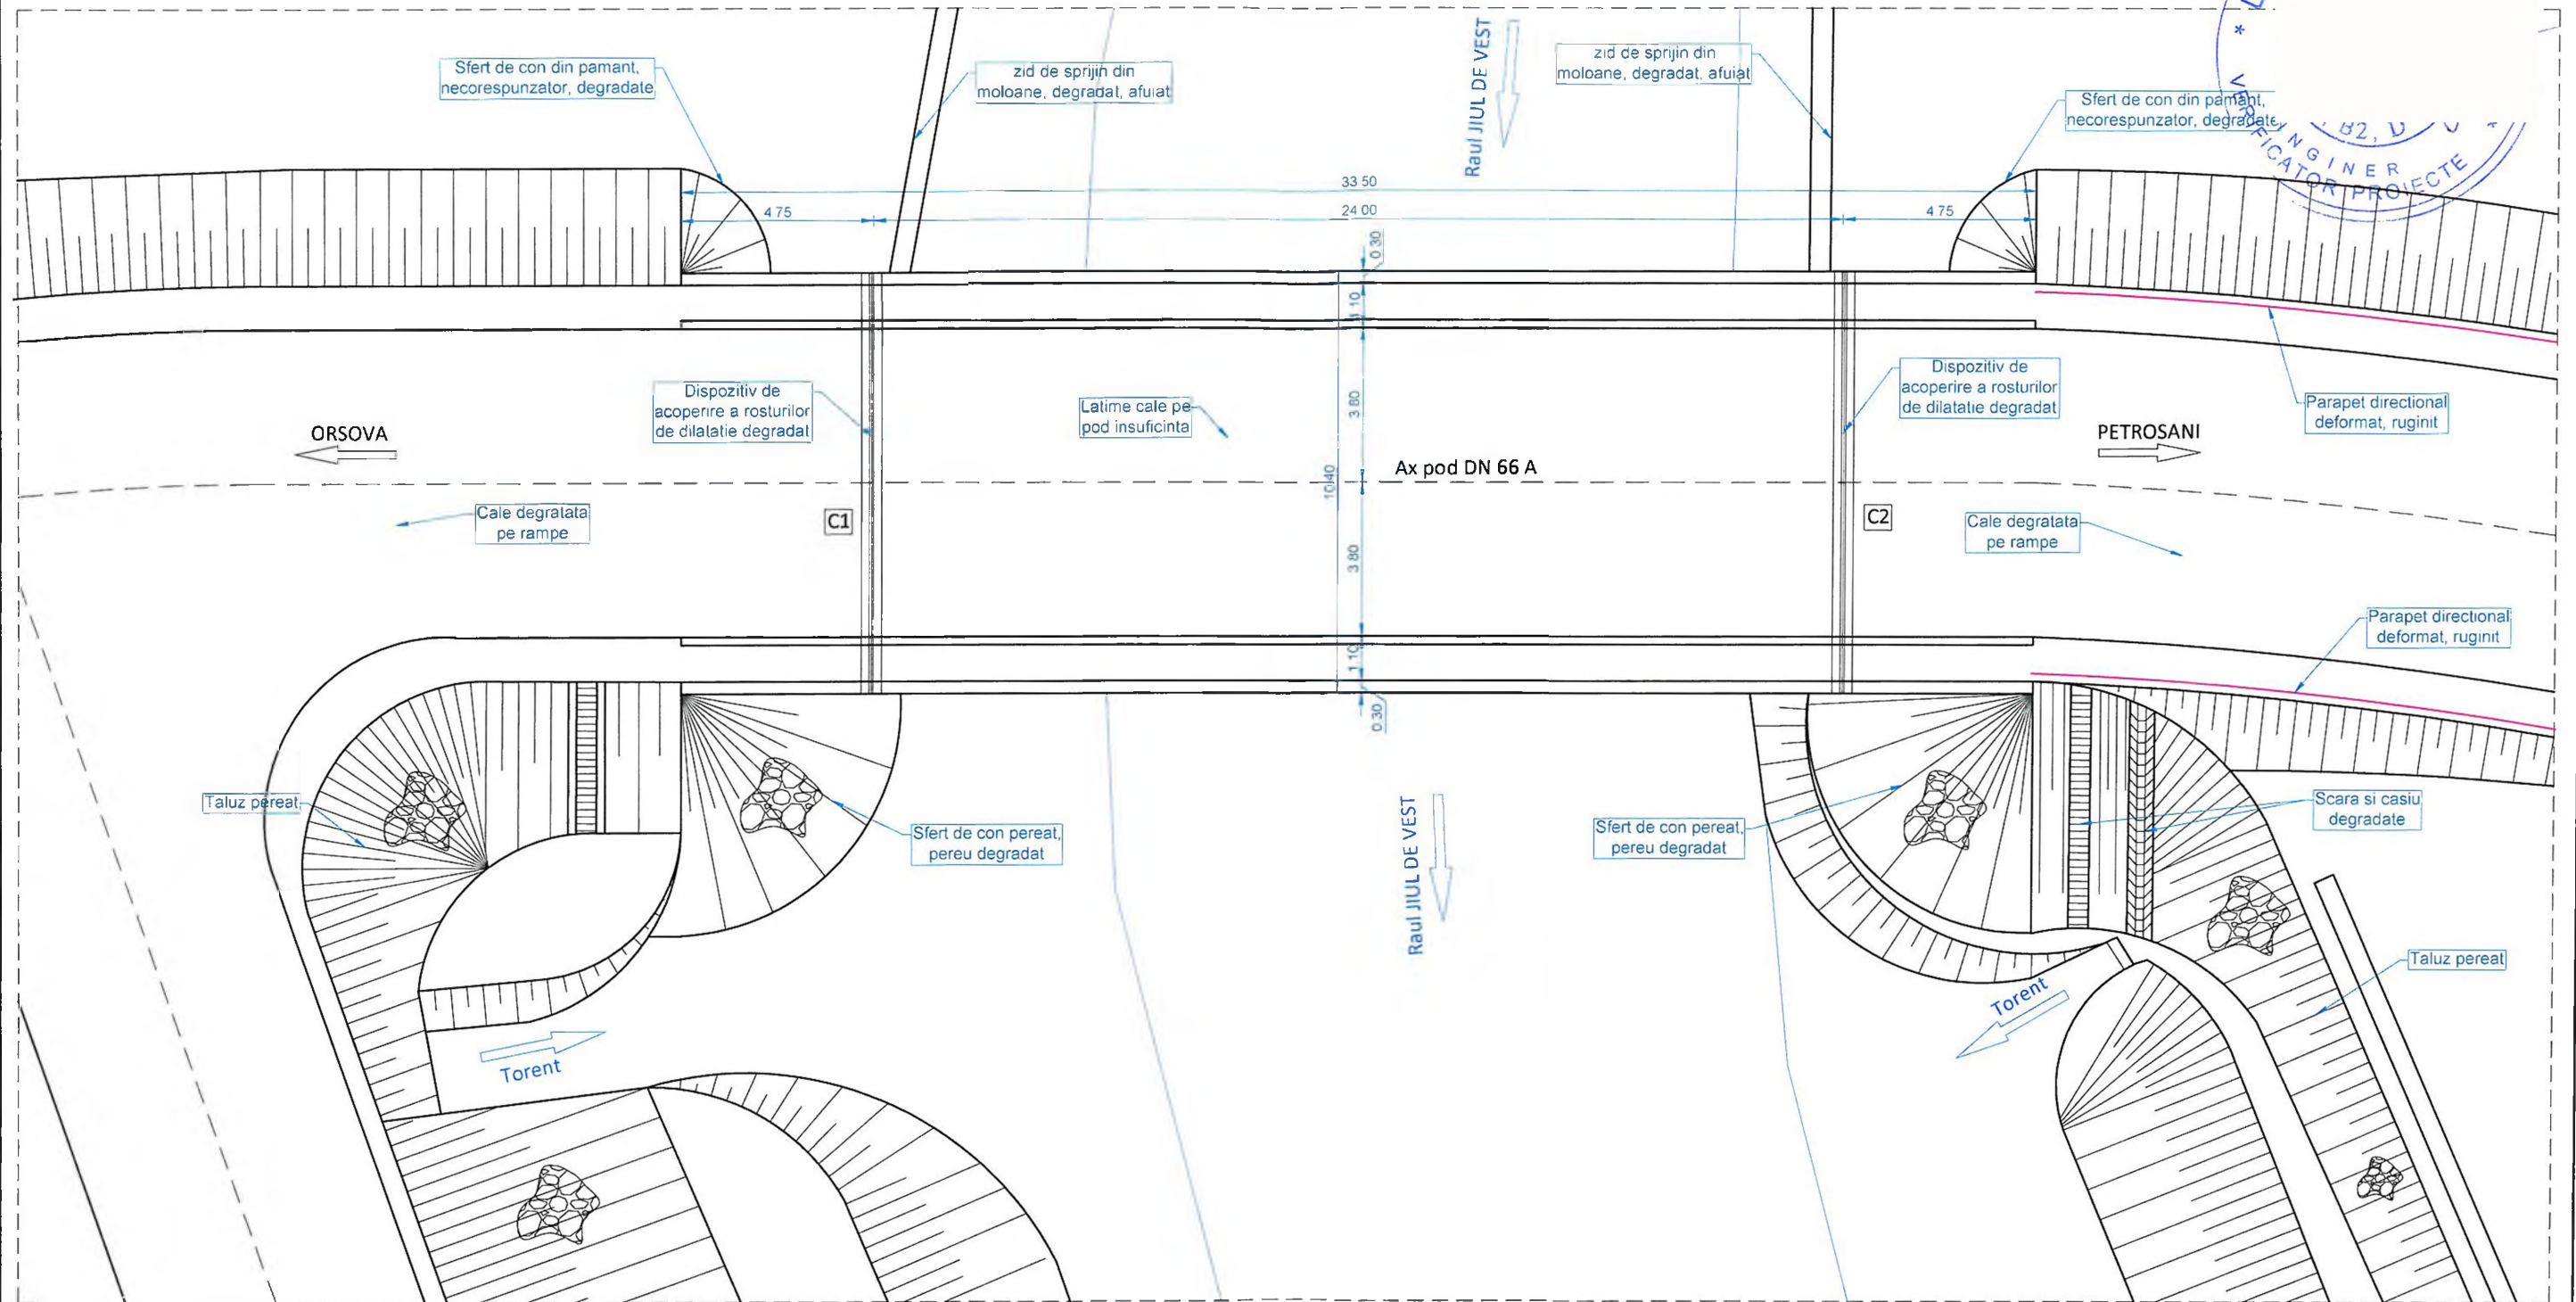 Sfert de con din pamant,
necorespunzator, degradate
zid de sprijin din
moloane, degradat, afuiat
Raul JIUL DE VEST
zid de sprijin din
moloane, degradat, afuiat
Sfert de con din pamant,
necorespunzator, degradate
* VERIFICATOR PROIECTE *
INGINER
B2, D
33 50
4 75
24 00
4 75
0 30
1 10
3 80
10 40
3 80
1 10
0 30
Dispozitiv de
acoperire a rosturilor
de dilatatie degradat
Latime cale pe
pod insuficinta
Dispozitiv de
acoperire a rosturilor
de dilatatie degradat
Parapet directional
deformat, ruginit
ORSOVA
PETROSANI
Ax pod DN 66 A
Cale degratata
pe rampe
C1
C2
Cale degratata
pe rampe
Parapet directional
deformat, ruginit
Taluz pereat
Sfert de con pereat,
pereu degradat
Raul JIUL DE VEST
Sfert de con pereat,
pereu degradat
Scara si casiu
degradate
Taluz pereat
Torent
Torent